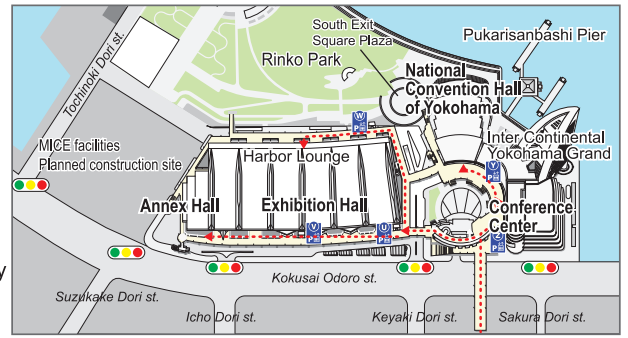 South Exit
Square Plaza
Pukarisanbashi Pier
Rinko Park
National
Convention Hall
of Yokohama
Tochinoki Dori st.
W
P
Inter Continental
Yokohama Grand
MICE facilities
Planned construction site
Harbor Lounge
Y
P
Annex Hall
Exhibition Hall
Conference
Center
V
P
U
P
Z
P
y
Kokusai Odoro st.
Suzukake Dori st.
Icho Dori st.
Keyaki Dori st.
Sakura Dori st.